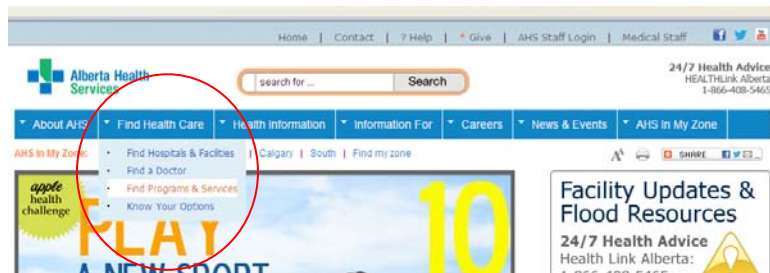 Home | Contact | ? Help | * Give | AHS Staff Login | Medical Staff
Alberta Health
Services
search for ...
Search
24/7 Health Advice
HEALTHLink Alberta
1-866-408-5465
About AHS
Find Health Care
Health Information
Information For
Careers
News & Events
AHS In My Zone
AHS In My Zone:
| Calgary | South | Find my zone
SHARE
Find Hospitals & Facilities
Find a Doctor
Find Programs & Services
Know Your Options
apple
health
challenge
PLAY
A NEW SPORT
10
Facility Updates &
Flood Resources
24/7 Health Advice
Health Link Alberta:
1-866-408-5465